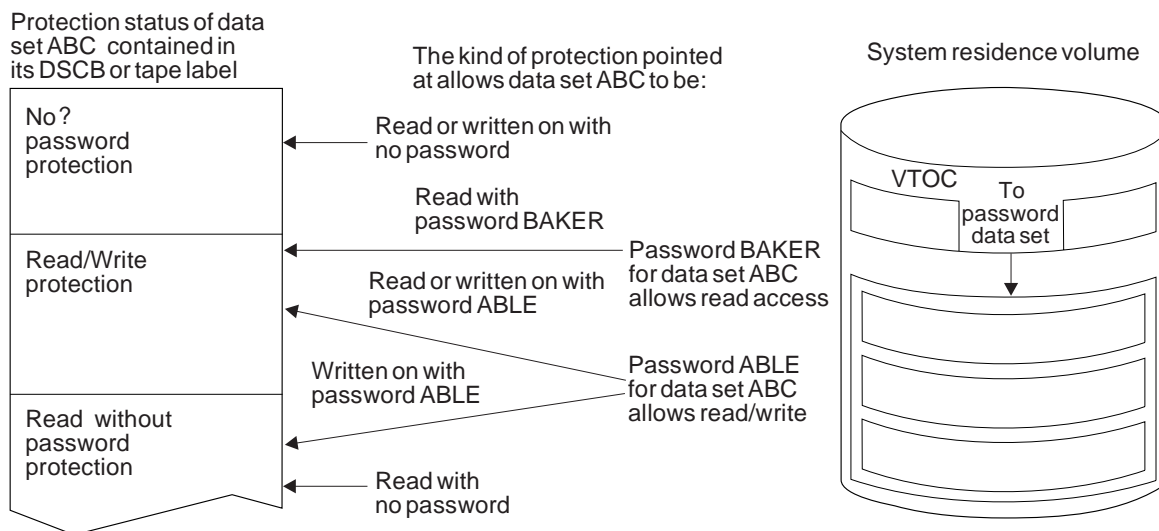 Protection status of data
set ABC contained in
its DSCB or tape label
The kind of protection pointed
at allows data set ABC to be:
System residence volume
No?
password
protection
Read or written on with
no password
Read with
password BAKER
Read/Write
protection
Password BAKER
for data set ABC
allows read access
Read or written on with
password ABLE
Written on with
password ABLE
Password ABLE
for data set ABC
allows read/write
Read without
password
protection
Read with
no password
VTOC
To
password
data set